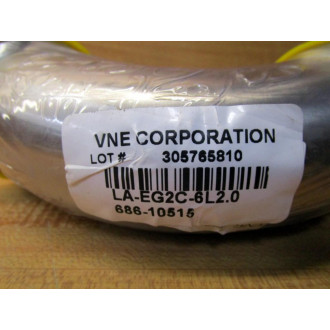 VNE CORPORATION
LOT # 305765810
LA-EG2C-6L2.0
686-10515